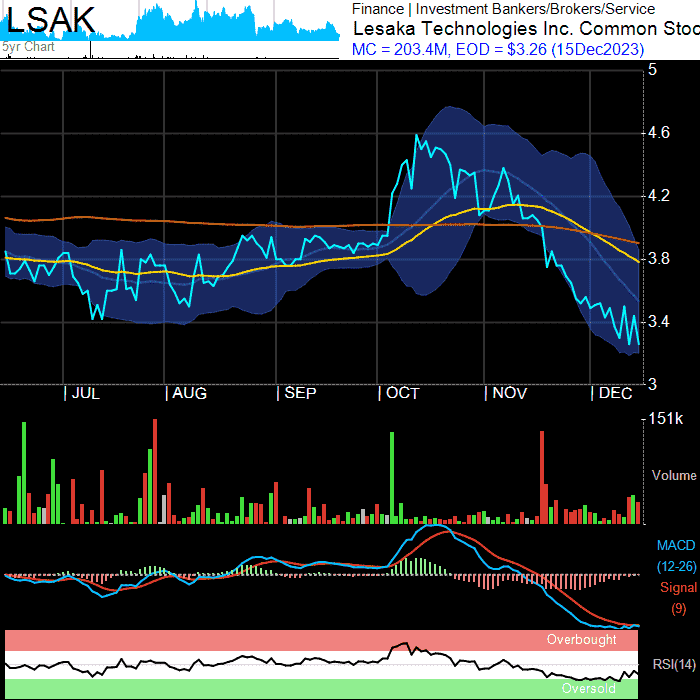 LSAK
5yr Chart
Finance | Investment Bankers/Brokers/Service
Lesaka Technologies Inc. Common Stoc
MC = 203.4M, EOD = $3.26 (15Dec2023)
5
4.6
4.2
3.8
3.4
3
JUL AUG SEP OCT NOV DEC
151k
Volume
MACD
(12-26)
Signal
(9)
Overbought
RSI(14)
Oversold